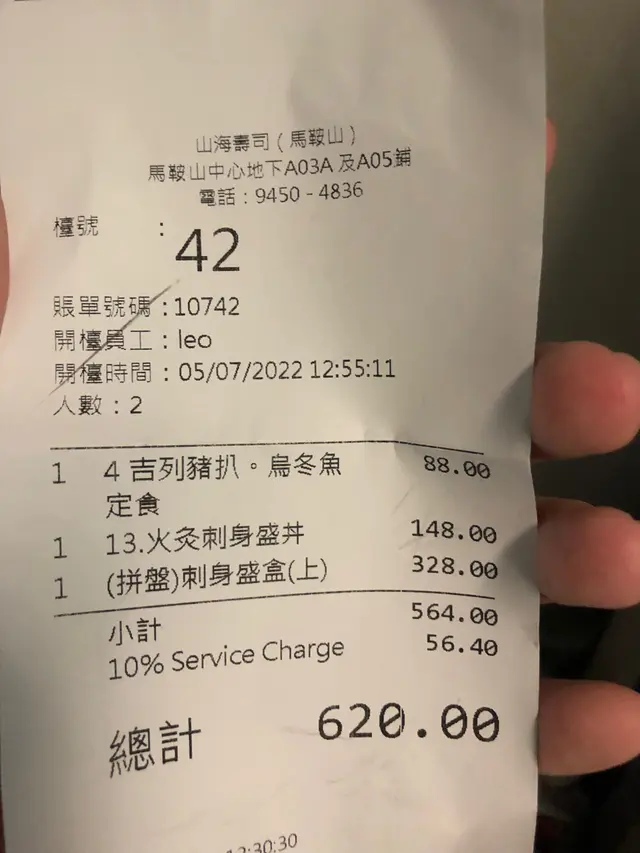 山海壽司（馬鞍山）
馬鞍山中心地下A03A 及A05鋪
電話：9450 - 4836
檯號 :
42
賬單號碼：10742
開檯員工：leo
開檯時間：05/07/2022 12:55:11
人數：2
1 4 吉列豬扒。烏冬魚 88.00
定食
1 13.火灸刺身盛丼 148.00
1 (拼盤)刺身盛盒(上) 328.00
小計 564.00
10% Service Charge 56.40
總計 620.00
:30:30